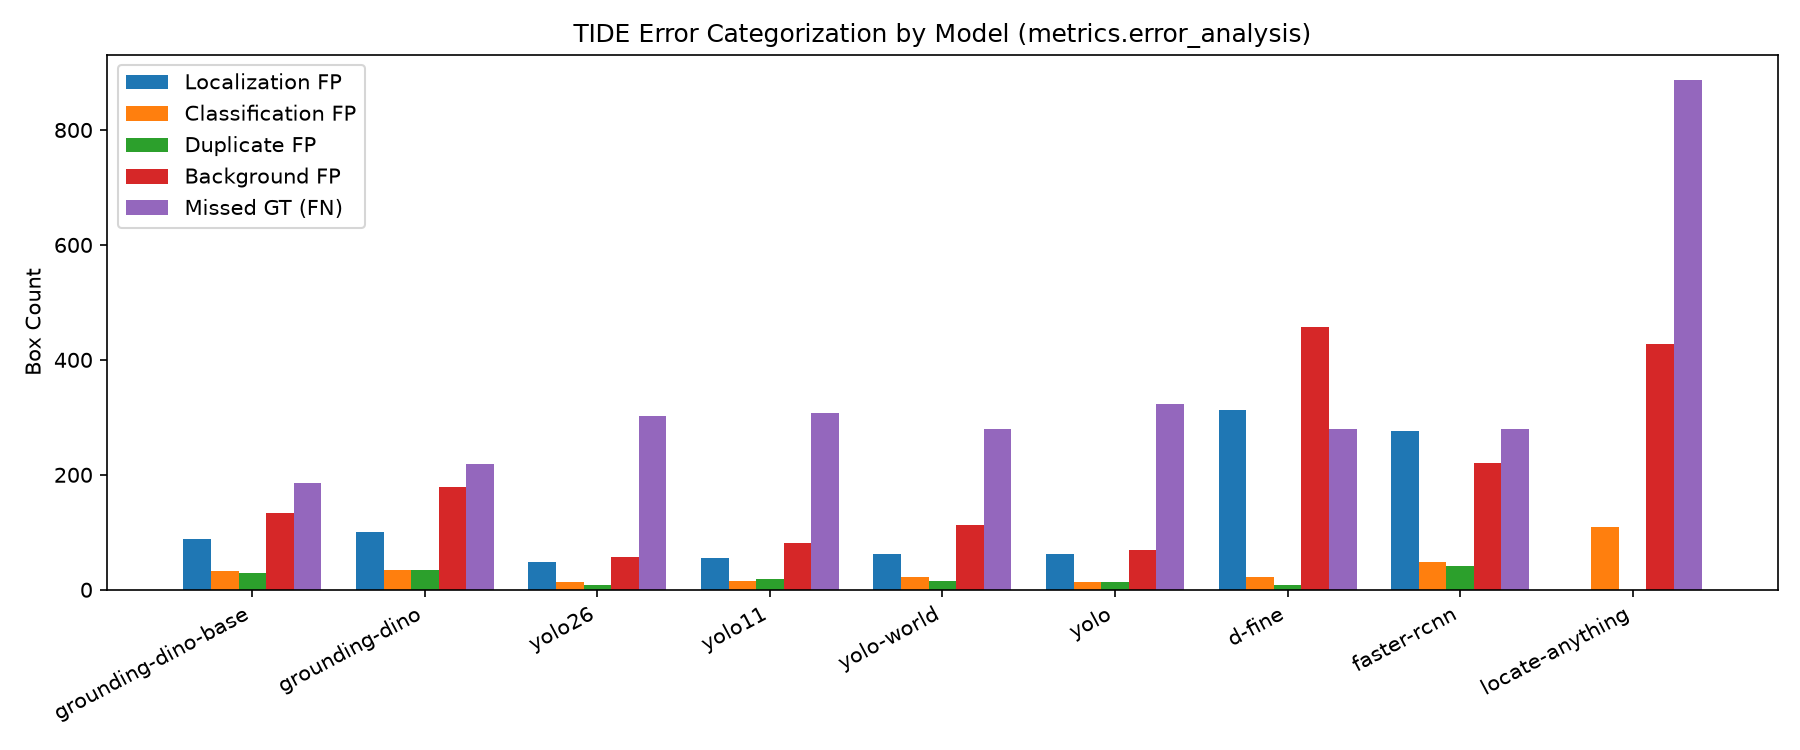 TIDE Error Categorization by Model (metrics.error_analysis)
Localization FP
Classification FP
Duplicate FP
Background FP
Missed GT (FN)
Box Count
800
600
400
200
0
grounding-dino-base
grounding-dino
yolo26
yolo11
yolo-world
yolo
d-fine
faster-rcnn
locate-anything